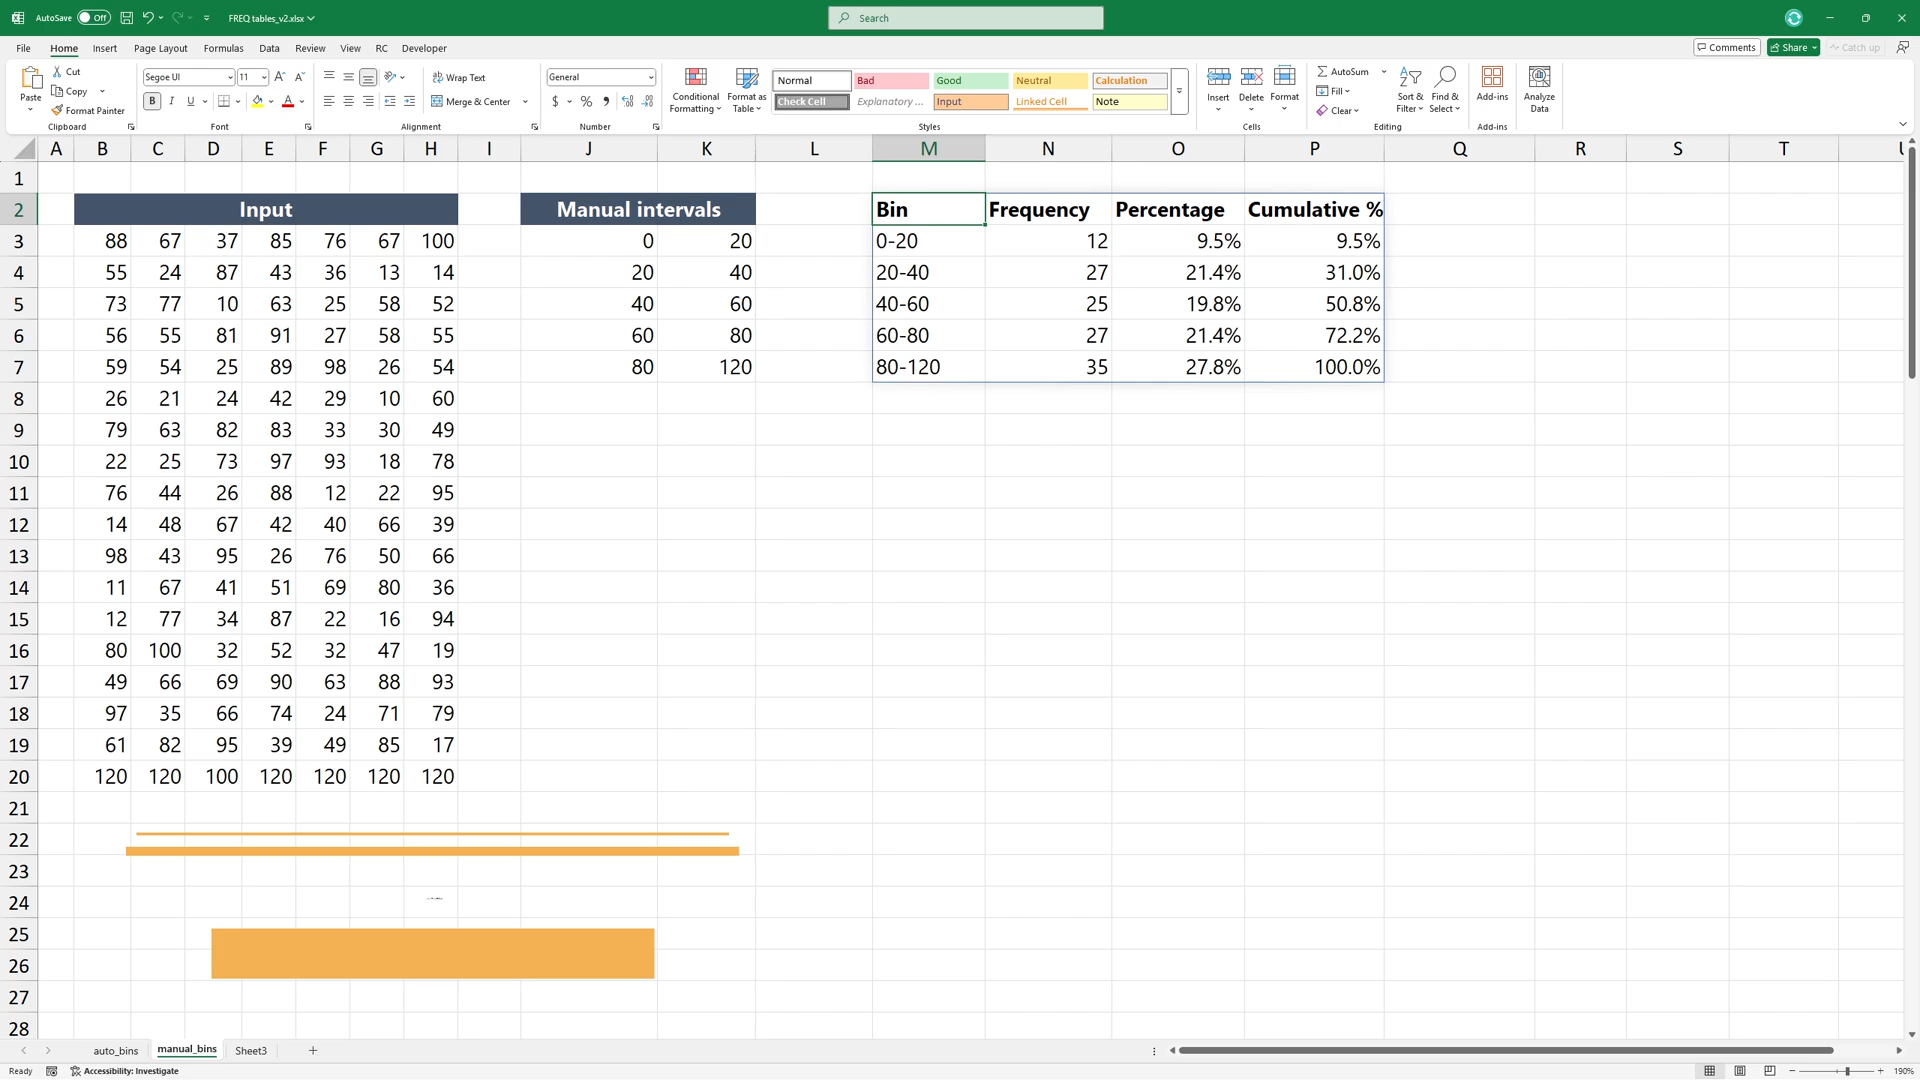 AutoSave Off FREQ tables_v2.xlsx Search
File Home Insert Page Layout Formulas Data Review View RC Developer Comments Share Catch up
Paste Cut Copy Format Painter Clipboard
Segoe UI 11 B I U Font
Wrap Text Merge & Center Alignment
General $ % , Number
Conditional Formatting Format as Table
Normal Bad Good Neutral Calculation
Check Cell Explanatory ... Input Linked Cell Note
Styles
Insert Delete Format Cells
AutoSum Fill Clear Sort & Filter Find & Select Editing
Add-ins Add-ins
Analyze Data
A B C D E F G H I J K L M N O P Q R S T U
1
2 Input Manual intervals Bin Frequency Percentage Cumulative %
3 88 67 37 85 76 67 100 0 20 0-20 12 9.5% 9.5%
4 55 24 87 43 36 13 14 20 40 20-40 27 21.4% 31.0%
5 73 77 10 63 25 58 52 40 60 40-60 25 19.8% 50.8%
6 56 55 81 91 27 58 55 60 80 60-80 27 21.4% 72.2%
7 59 54 25 89 98 26 54 80 120 80-120 35 27.8% 100.0%
8 26 21 24 42 29 10 60
9 79 63 82 83 33 30 49
10 22 25 73 97 93 18 78
11 76 44 26 88 12 22 95
12 14 48 67 42 40 66 39
13 98 43 95 26 76 50 66
14 11 67 41 51 69 80 36
15 12 77 34 87 22 16 94
16 80 100 32 52 32 47 19
17 49 66 69 90 63 88 93
18 97 35 66 74 24 71 79
19 61 82 95 39 49 85 17
20 120 120 100 120 120 120 120
21
22
23
24
25
26
27
28
auto_bins manual_bins Sheet3
Ready Accessibility: Investigate 190%